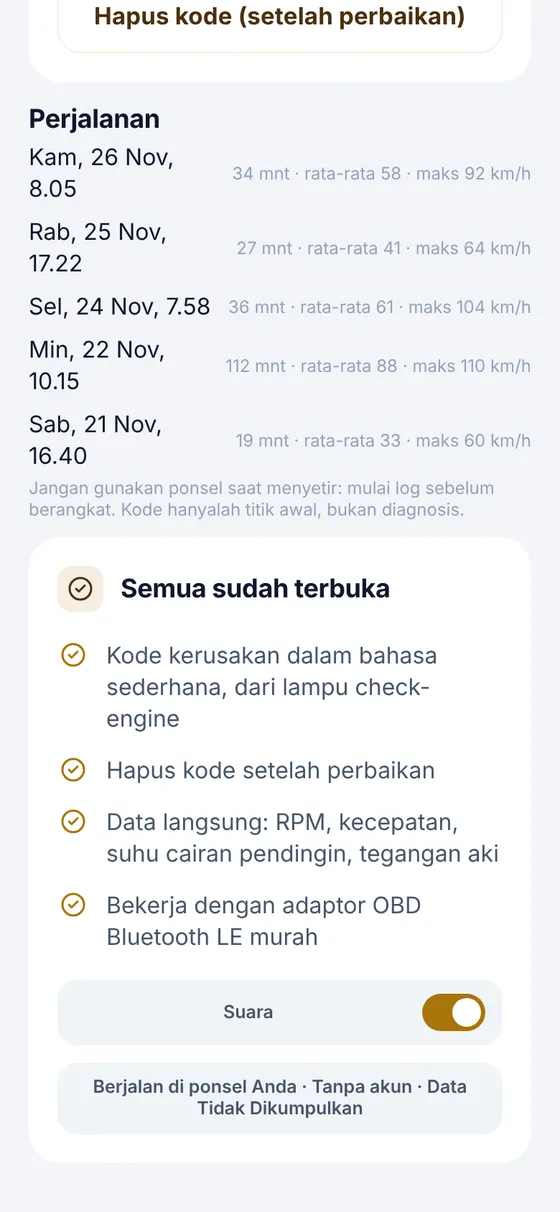 Hapus kode (setelah perbaikan)
Perjalanan
Kam, 26 Nov,
8.05
34 mnt · rata-rata 58 · maks 92 km/h
Rab, 25 Nov,
17.22
27 mnt · rata-rata 41 · maks 64 km/h
Sel, 24 Nov, 7.58
36 mnt · rata-rata 61 · maks 104 km/h
Min, 22 Nov,
10.15
112 mnt · rata-rata 88 · maks 110 km/h
Sab, 21 Nov,
16.40
19 mnt · rata-rata 33 · maks 60 km/h
Jangan gunakan ponsel saat menyetir: mulai log sebelum
berangkat. Kode hanyalah titik awal, bukan diagnosis.
Semua sudah terbuka
Kode kerusakan dalam bahasa
sederhana, dari lampu check-
engine
Hapus kode setelah perbaikan
Data langsung: RPM, kecepatan,
suhu cairan pendingin, tegangan aki
Bekerja dengan adaptor OBD
Bluetooth LE murah
Suara
Berjalan di ponsel Anda · Tanpa akun · Data
Tidak Dikumpulkan